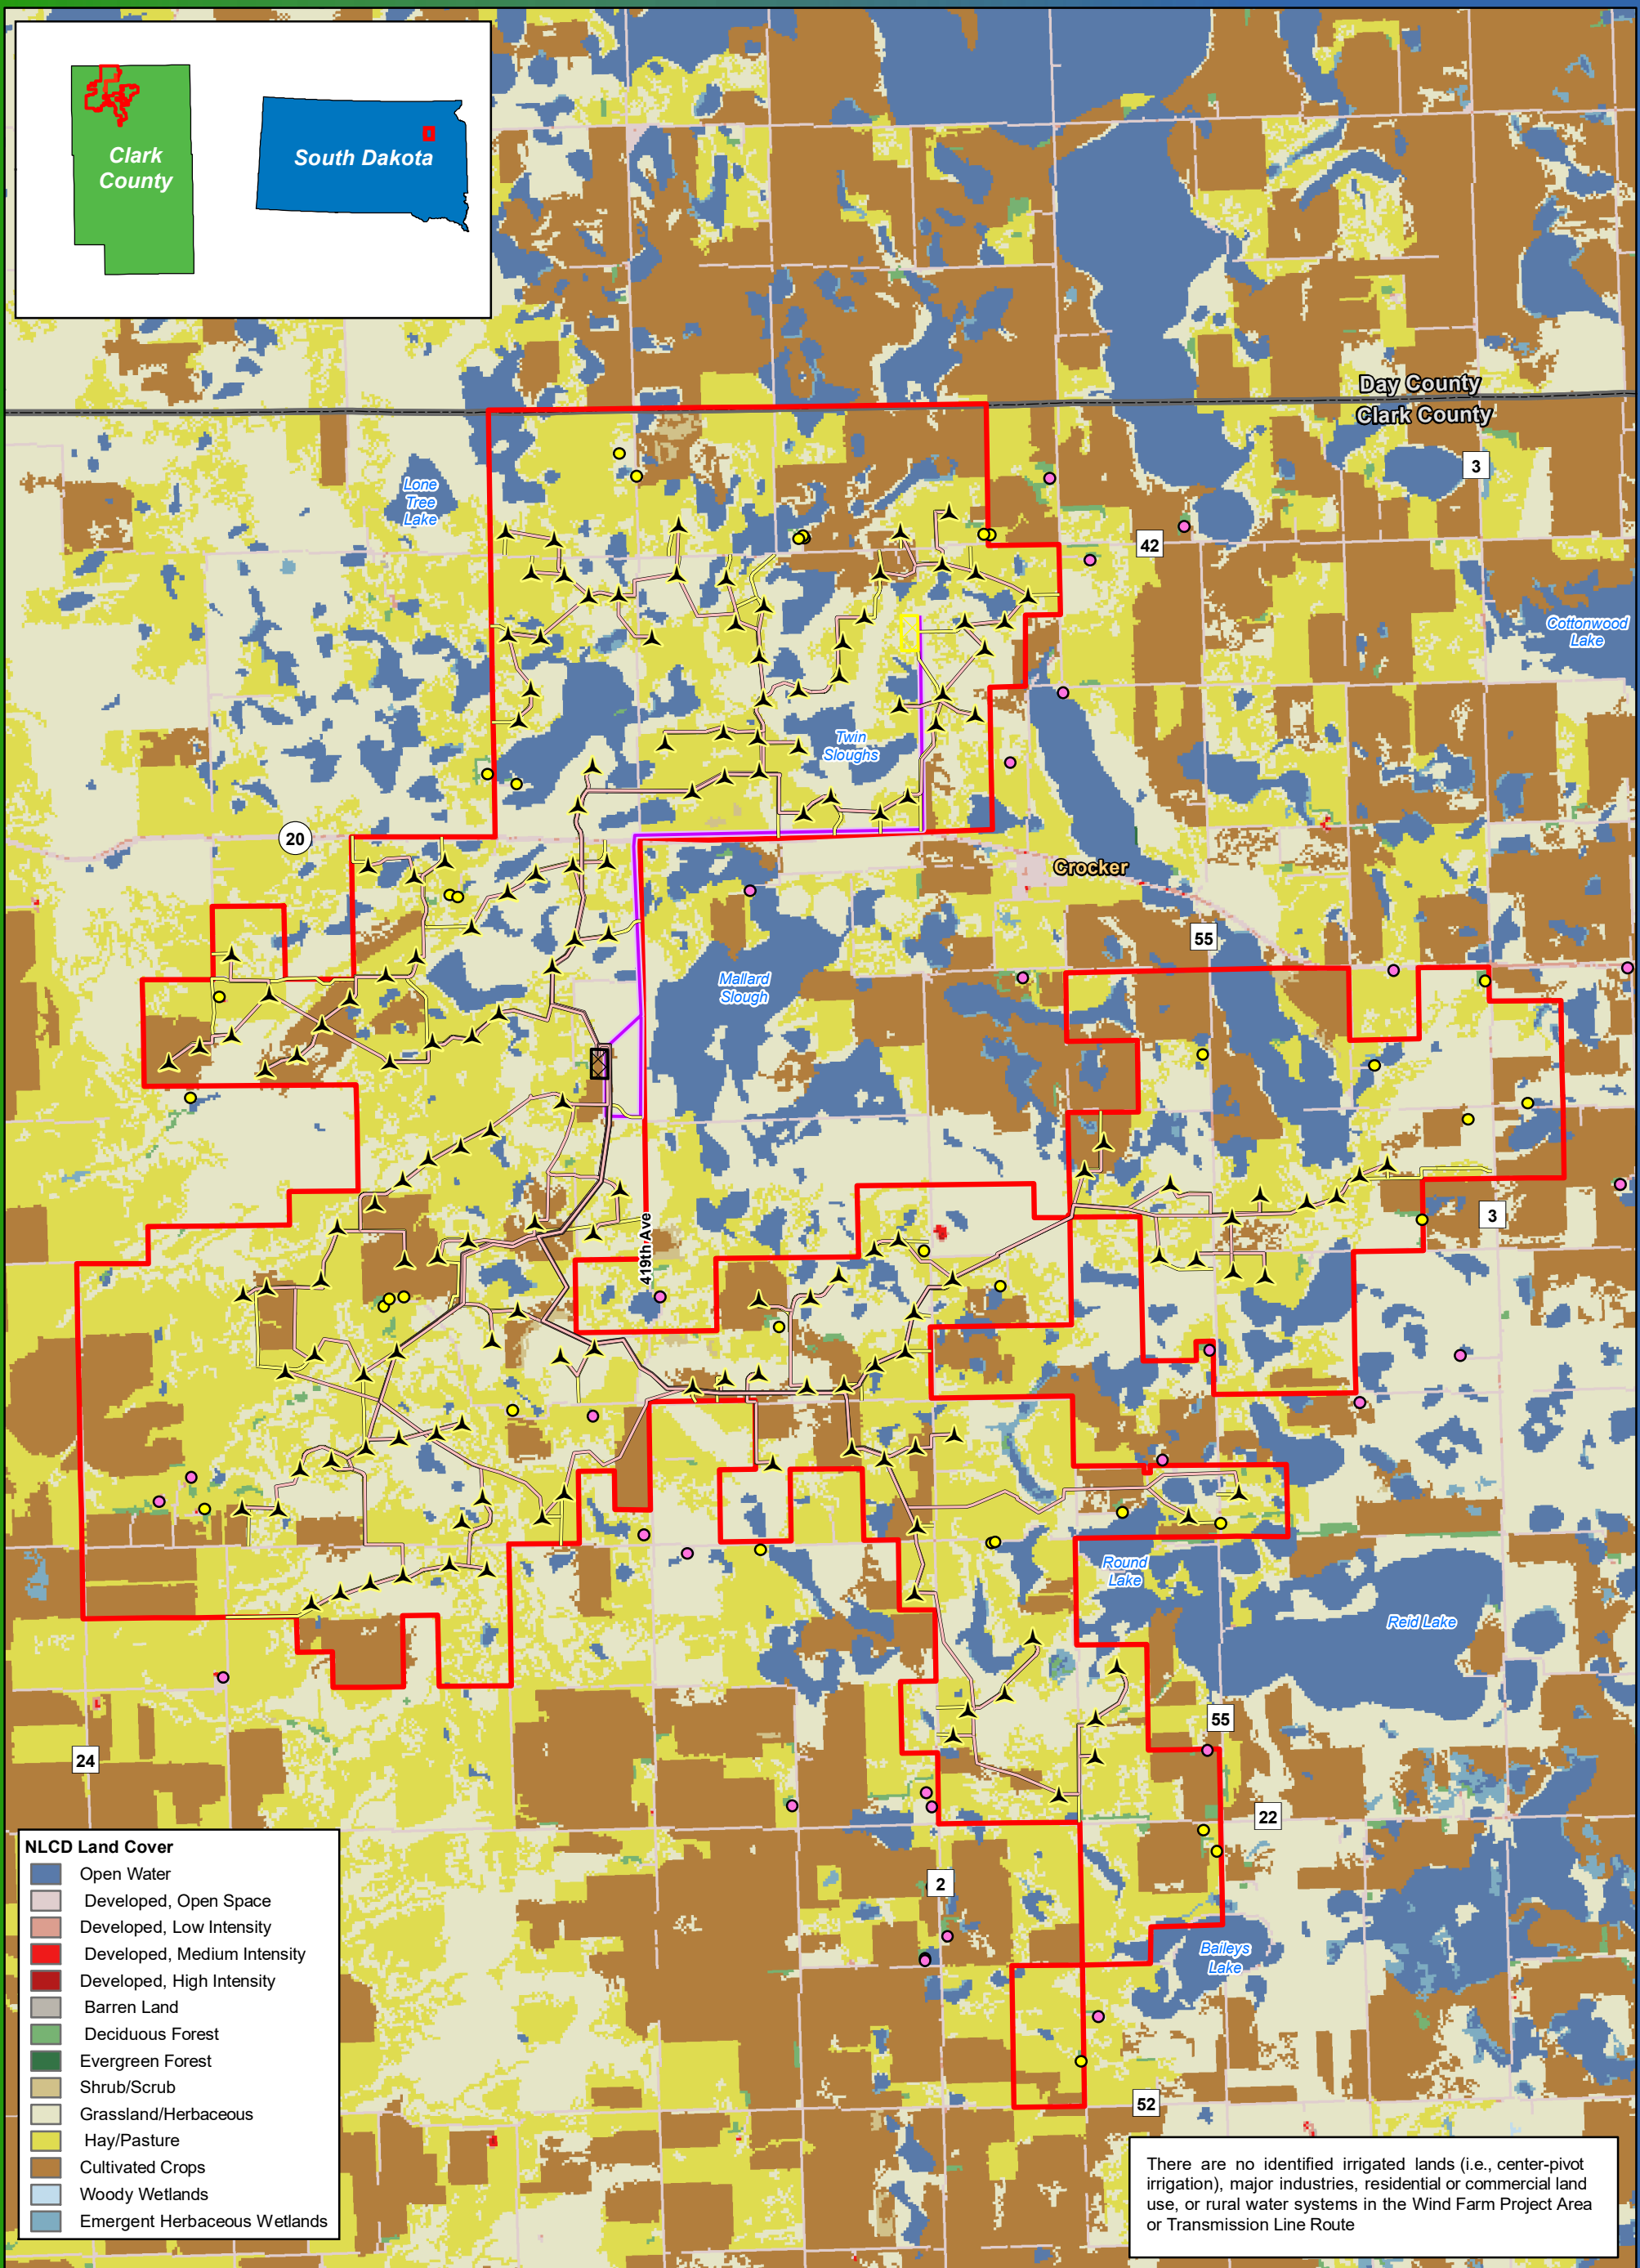 Clark
County
South Dakota
Day County
Clark County
3
Lone
Tree
Lake
42
Cottonwood
Lake
Twin
Sloughs
20
Crocker
55
Mallard
Slough
3
419th Ave
Round
Lake
Reid Lake
55
24
22
2
Baileys
Lake
52
NLCD Land Cover
Open Water
Developed, Open Space
Developed, Low Intensity
Developed, Medium Intensity
Developed, High Intensity
Barren Land
Deciduous Forest
Evergreen Forest
Shrub/Scrub
Grassland/Herbaceous
Hay/Pasture
Cultivated Crops
Woody Wetlands
Emergent Herbaceous Wetlands
There are no identified irrigated lands (i.e., center-pivot
irrigation), major industries, residential or commercial land
use, or rural water systems in the Wind Farm Project Area
or Transmission Line Route